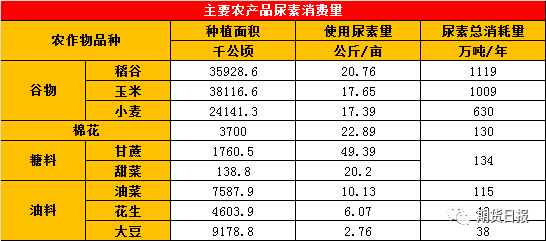 主要农产品尿素消费量
农作物品种 种植面积 使用尿素量 尿素总消耗量
千公顷 公斤/亩 万吨/年
谷物 稻谷 35928.6 20.76 1119
玉米 38116.6 17.65 1009
小麦 24141.3 17.39 630
棉花 3700 22.89 130
糖料 甘蔗 1760.5 49.39 134
甜菜 138.8 20.2
油料 油菜 7587.9 10.13 115
花生 4603.9 6.07
大豆 9178.8 2.76 38
期货日报